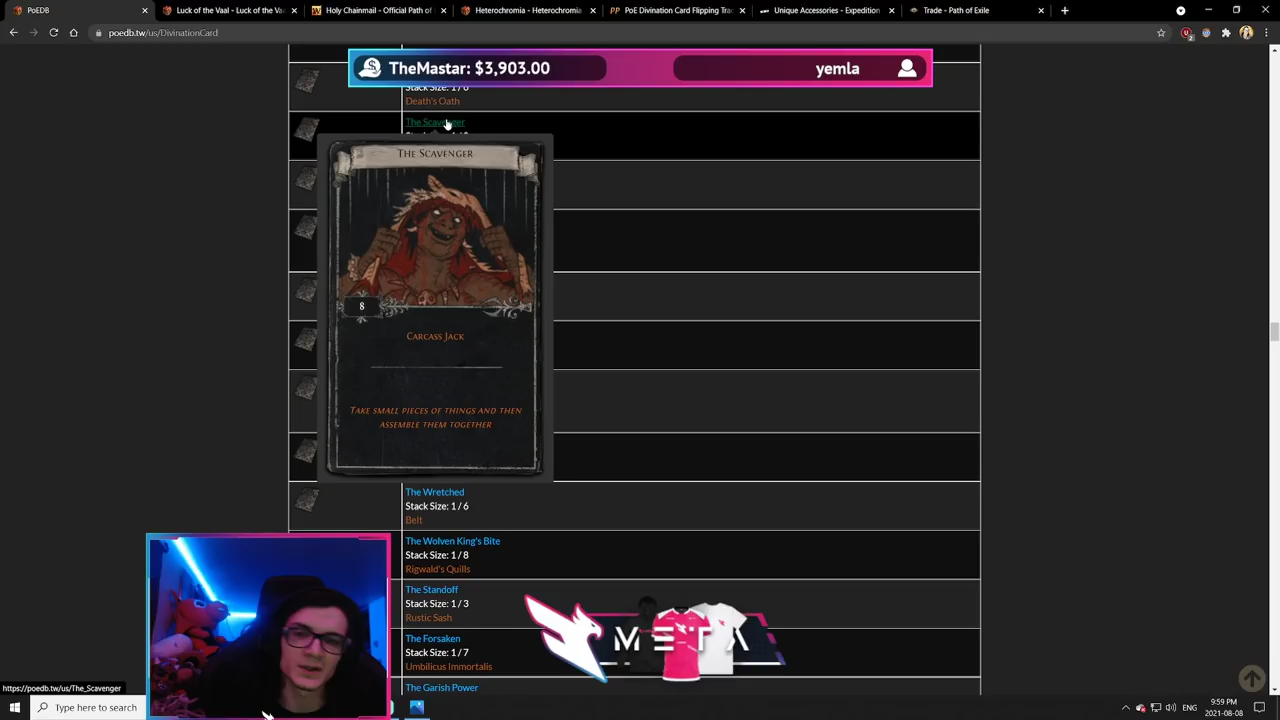 PoEDB
Luck of the Vaal - Luck of the Va
Holy Chainmail - Official Path of
Heterochromia - Heterochromia
PoE Divination Card Flipping Tra
Unique Accessories - Expedition
Trade - Path of Exile
poedb.tw/us/DivinationCard
TheMastar: $3,903.00
yemla
Stack Size: 1 / 6
Death's Oath
The Scavenger
THE SCAVENGER
8
CARCASS JACK
TAKE SMALL PIECES OF THINGS AND THEN
ASSEMBLE THEM TOGETHER
The Wretched
Stack Size: 1 / 6
Belt
The Wolven King's Bite
Stack Size: 1 / 8
Rigwald's Quills
The Standoff
Stack Size: 1 / 3
Rustic Sash
The Forsaken
Stack Size: 1 / 7
Umbilicus Immortalis
The Garish Power
META
https://poedb.tw/us/The_Scavenger
Type here to search
ENG
9:59 PM
2021-08-08